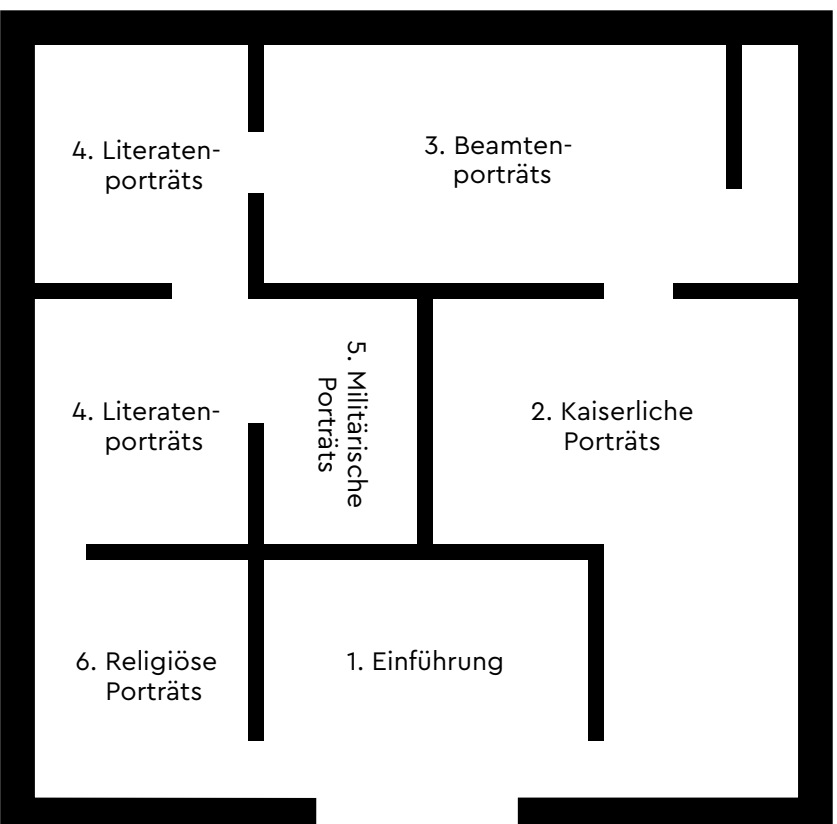 4. Literaten-
porträts
3. Beamten-
porträts
4. Literaten-
porträts
5. Militärische
Porträts
2. Kaiserliche
Porträts
6. Religiöse
Porträts
1. Einführung